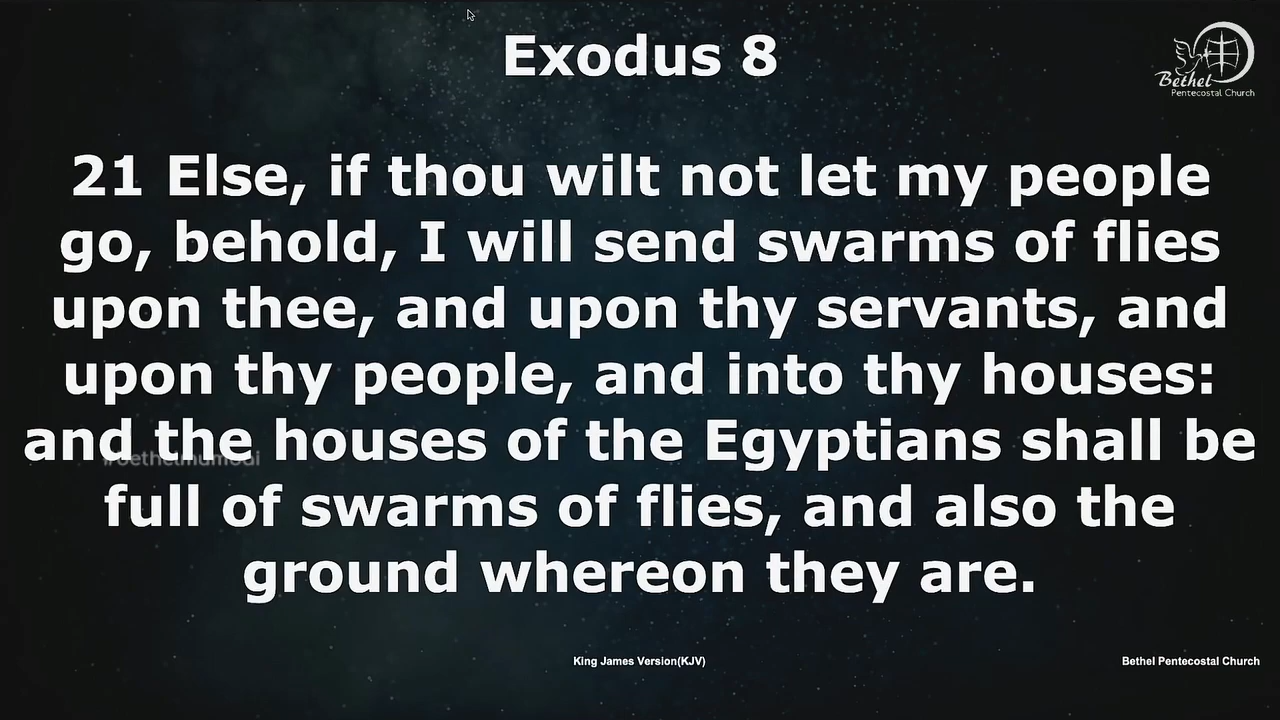 Exodus 8
Bethel
Pentecostal Church
21 Else, if thou wilt not let my people
go, behold, I will send swarms of flies
upon thee, and upon thy servants, and
upon thy people, and into thy houses:
and the houses of the Egyptians shall be
#bethelmumbai
full of swarms of flies, and also the
ground whereon they are.
King James Version(KJV)
Bethel Pentecostal Church